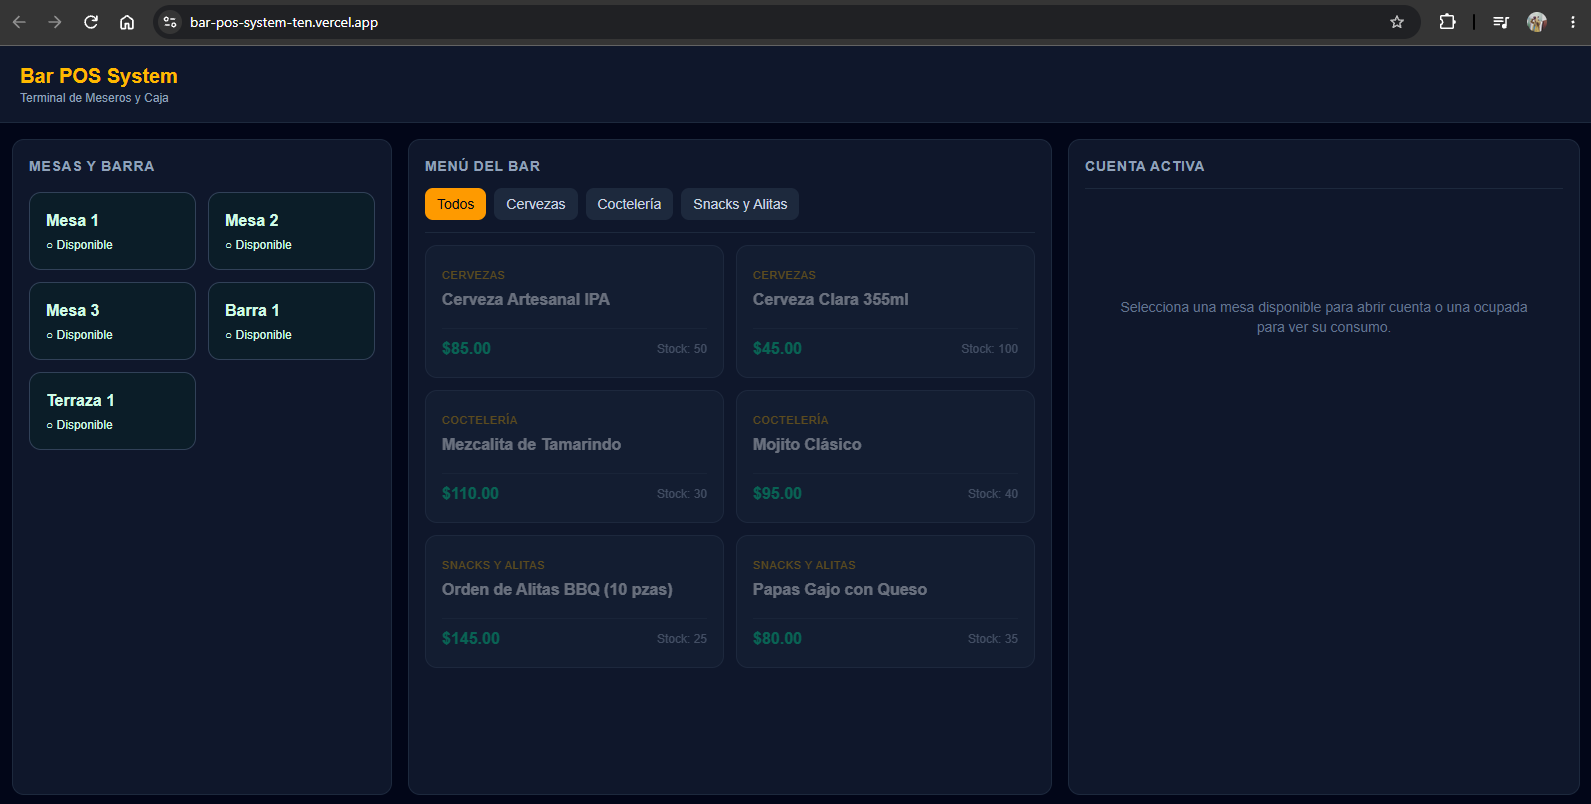 bar-pos-system-ten.vercel.app
Bar POS System
Terminal de Meseros y Caja
MESAS Y BARRA
Mesa 1
○ Disponible
Mesa 2
○ Disponible
Mesa 3
○ Disponible
Barra 1
○ Disponible
Terraza 1
○ Disponible
MENÚ DEL BAR
Todos
Cervezas
Coctelería
Snacks y Alitas
CERVEZAS
Cerveza Artesanal IPA
$85.00
Stock: 50
CERVEZAS
Cerveza Clara 355ml
$45.00
Stock: 100
COCTELERÍA
Mezcalita de Tamarindo
$110.00
Stock: 30
COCTELERÍA
Mojito Clásico
$95.00
Stock: 40
SNACKS Y ALITAS
Orden de Alitas BBQ (10 pzas)
$145.00
Stock: 25
SNACKS Y ALITAS
Papas Gajo con Queso
$80.00
Stock: 35
CUENTA ACTIVA
Selecciona una mesa disponible para abrir cuenta o una ocupada
para ver su consumo.